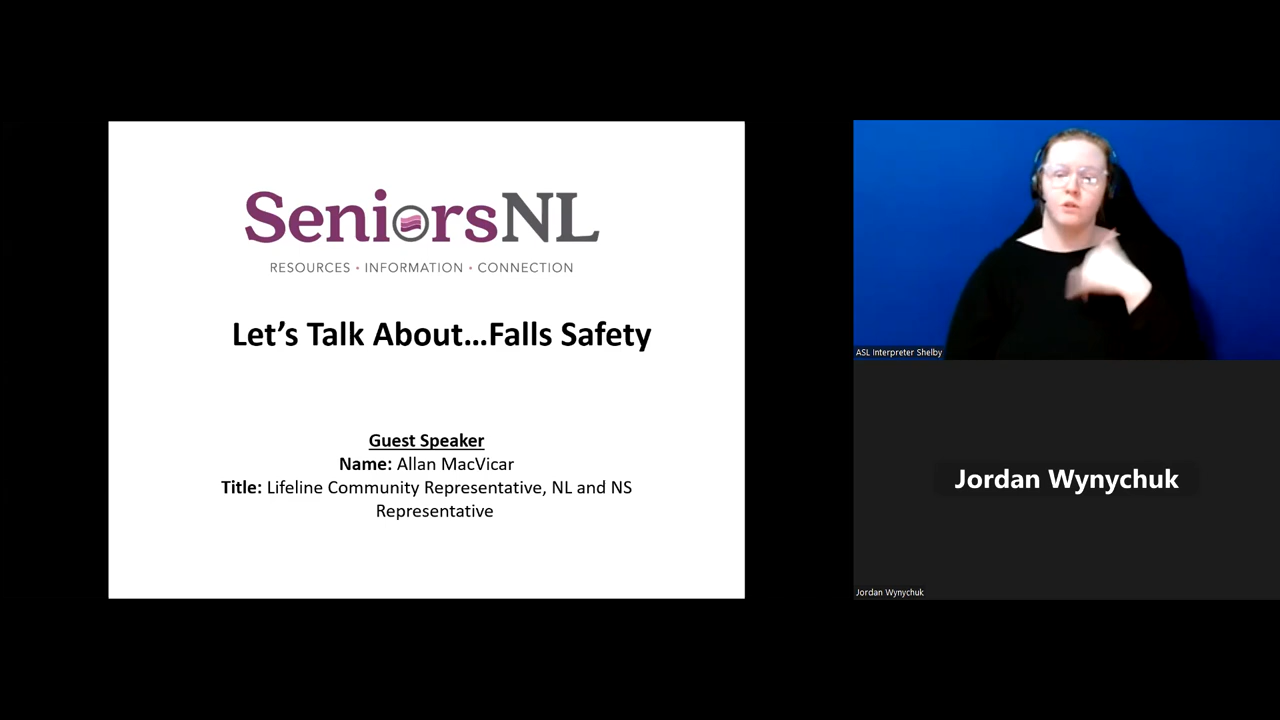 SeniorsNL
RESOURCES • INFORMATION • CONNECTION
Let’s Talk About...Falls Safety
Guest Speaker
Name: Allan MacVicar
Title: Lifeline Community Representative, NL and NS
Representative
ASL Interpreter Shelby
Jordan Wynychuk
Jordan Wynychuk